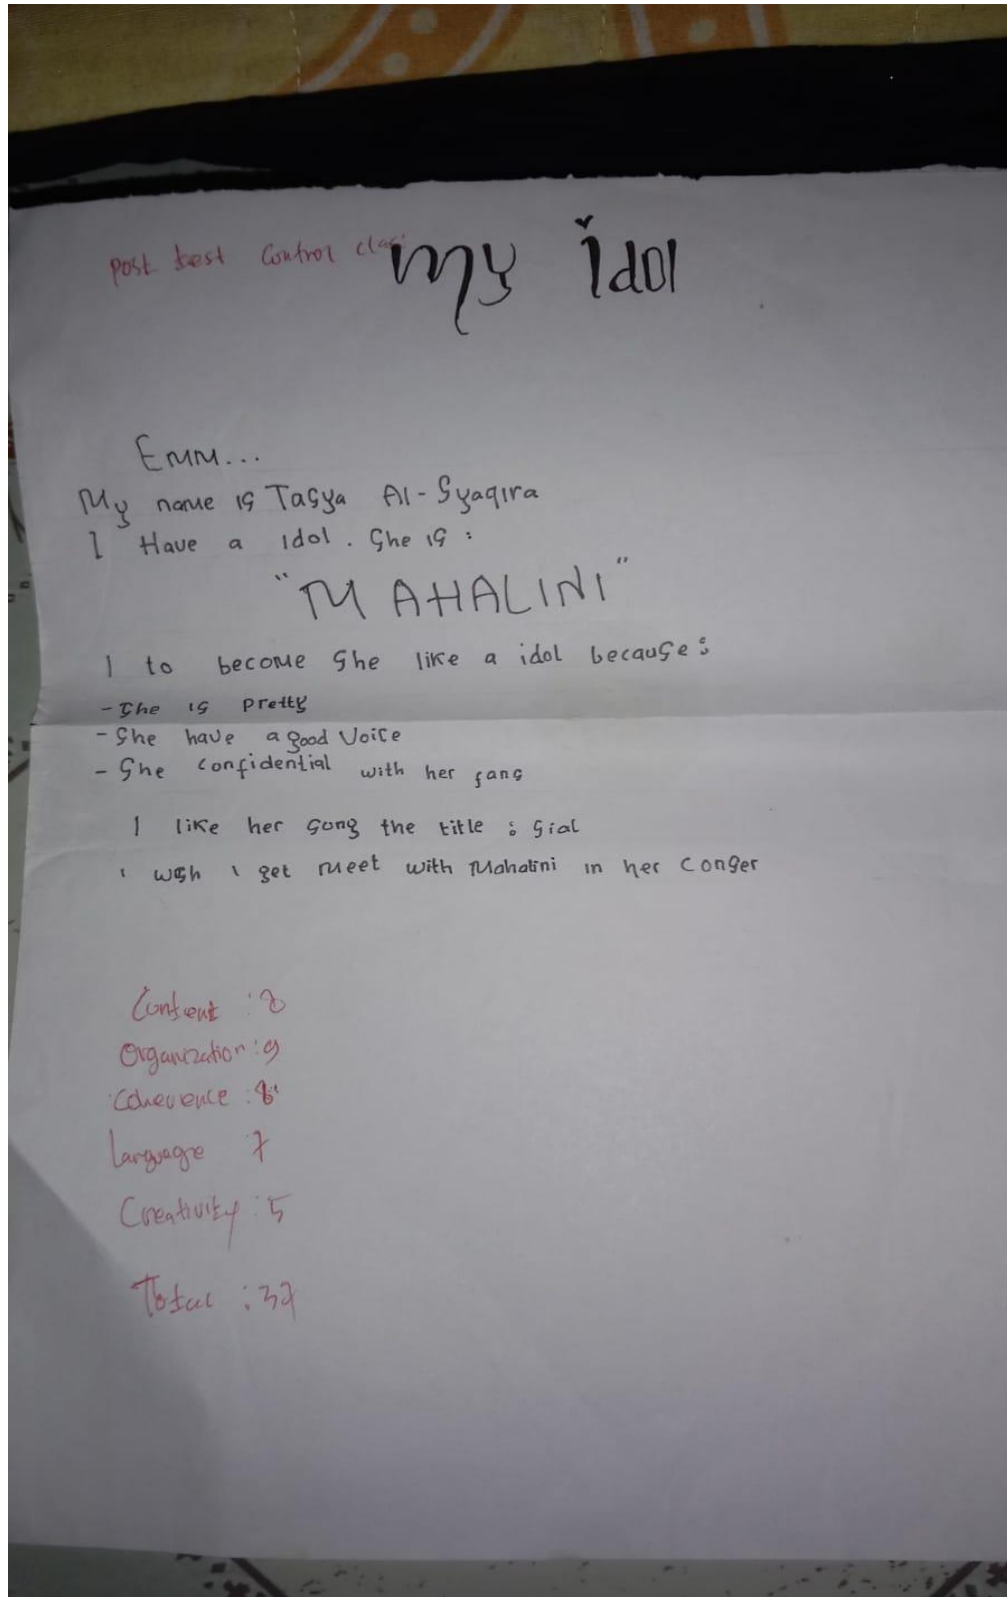 post test Control clas
My Idol
Emm...
My name is Tasya Al-Syaqira
I Have a idol. She is :
"MAHALINI"
I to become She like a idol because :
- She is pretty
- She have a good Voice
- She confidential with her fans
I like her Song the title : Sial
I wsh I get meet with Mahalini in her Conser
Content : 8
Organization : 9
Coherence : 8
language 7
Creativity : 5
Total : 37